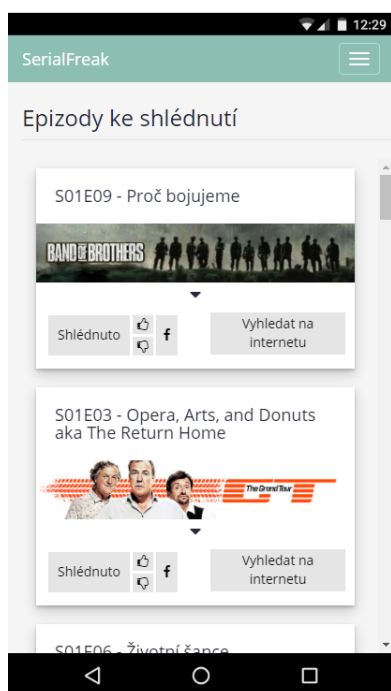 12:29
SerialFreak
Epizody ke shlédnutí
S01E09 - Proč bojujeme
BAND OF BROTHERS
Shlédnuto
Vyhledat na
internetu
S01E03 - Opera, Arts, and Donuts
aka The Return Home
The Grand Tour
GT
Shlédnuto
Vyhledat na
internetu
S01E06 - Životní šance